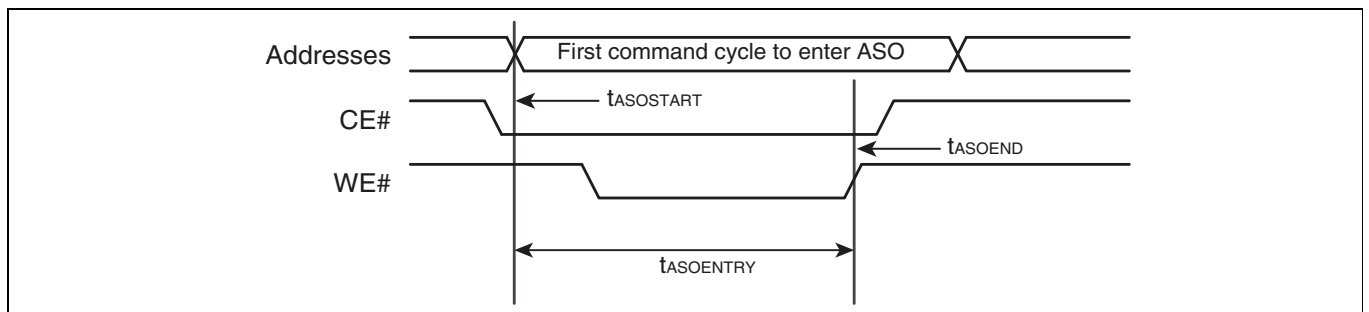 Addresses
First command cycle to enter ASO
tASOSTART
CE#
tASOEND
WE#
tASOENTRY